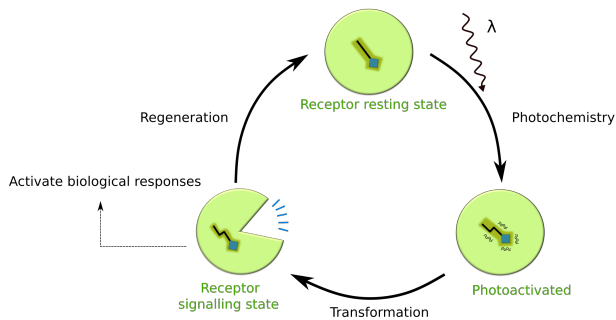 λ
Receptor resting state
Regeneration
Photochemistry
Activate biological responses
Receptor
signalling state
Photoactivated
Transformation